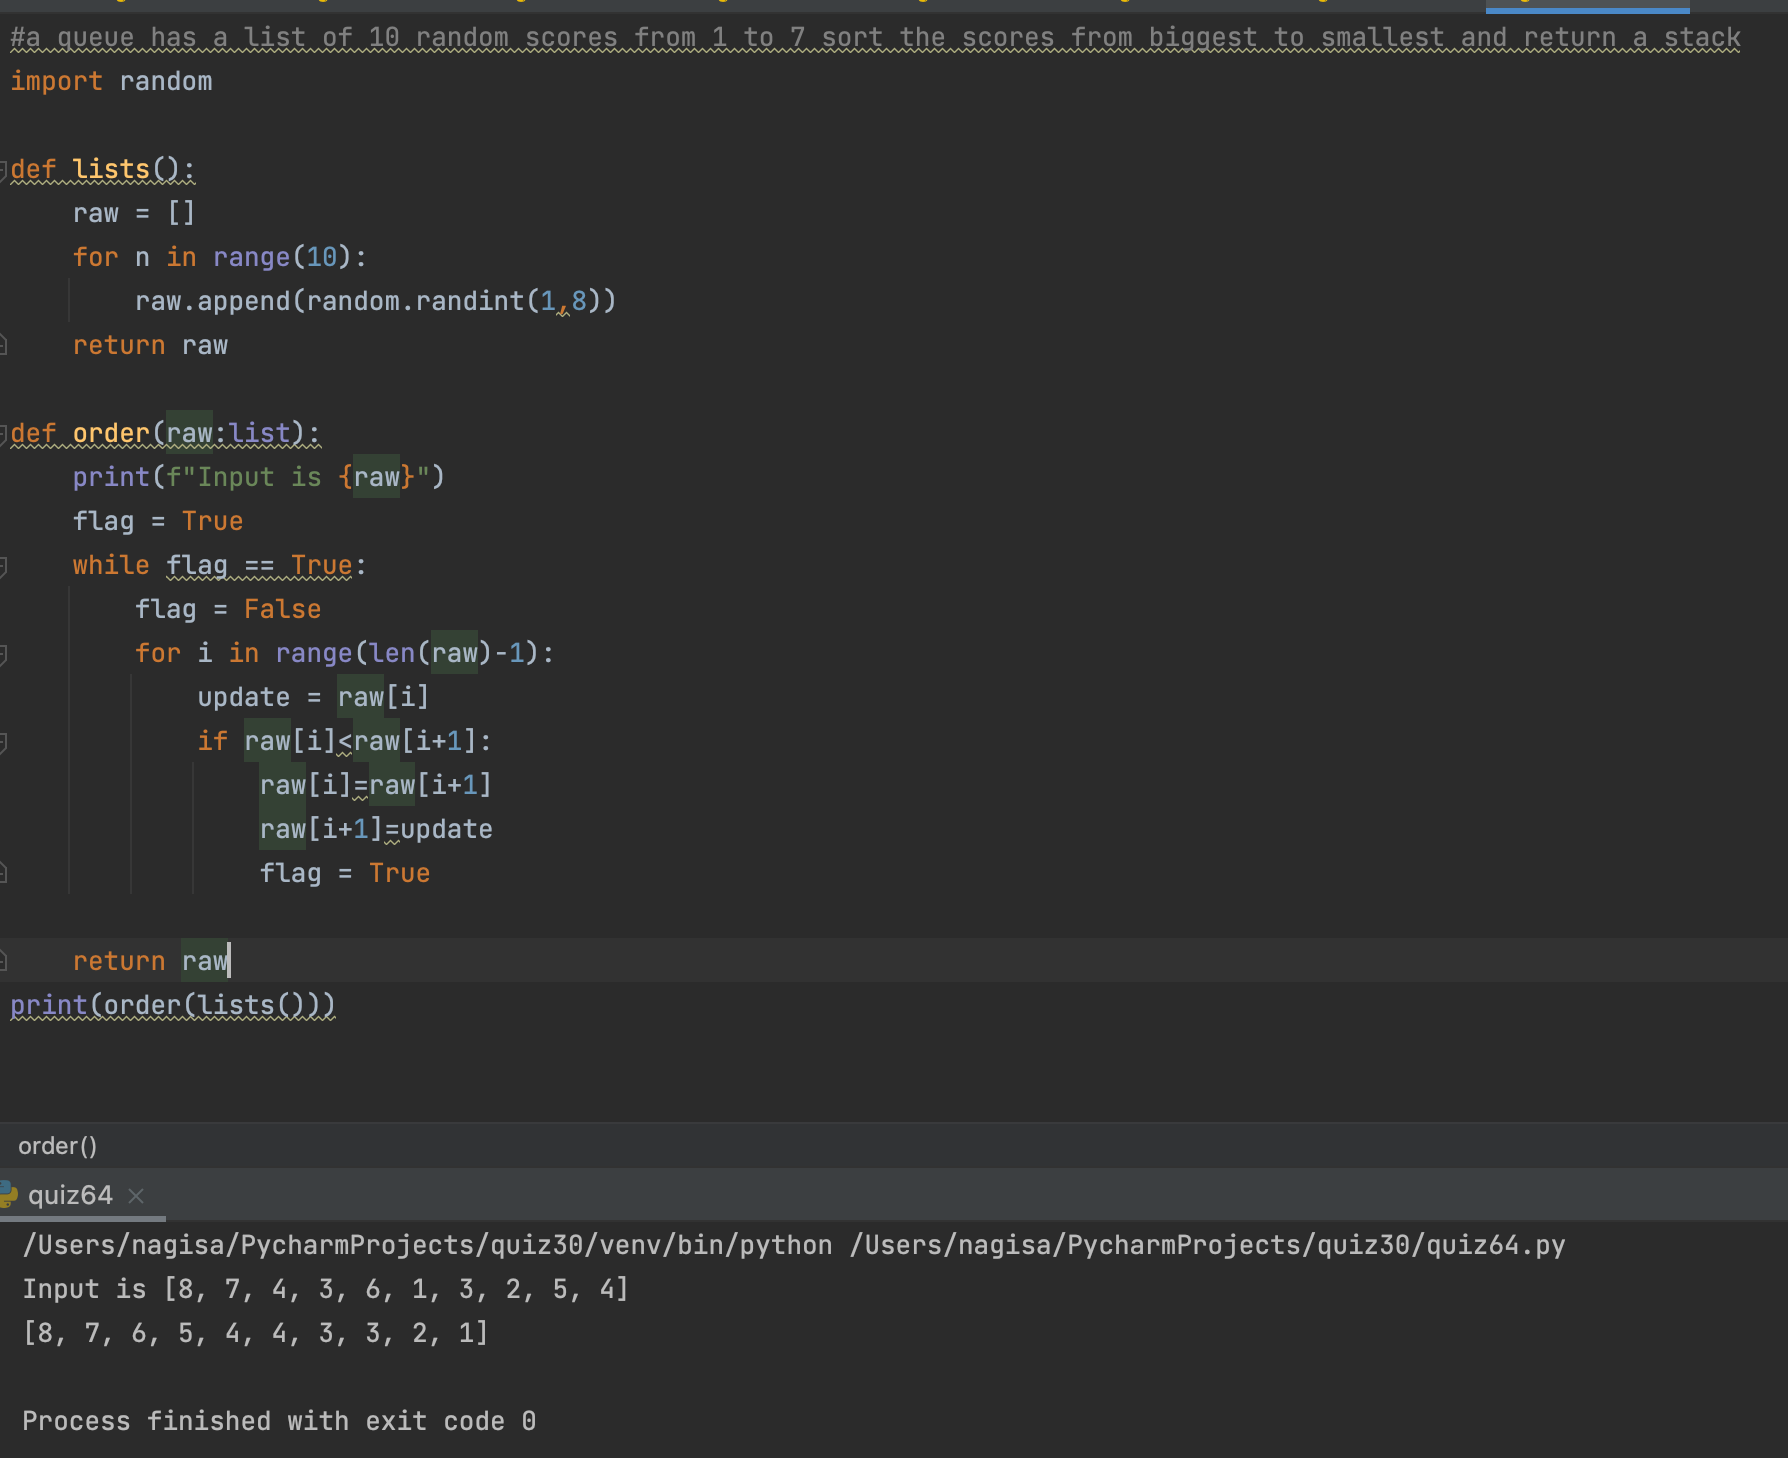 #a queue has a list of 10 random scores from 1 to 7 sort the scores from biggest to smallest and return a stack
import random
def lists():
    raw = []
    for n in range(10):
        raw.append(random.randint(1,8))
    return raw
def order(raw:list):
    print(f"Input is {raw}")
    flag = True
    while flag == True:
        flag = False
        for i in range(len(raw)-1):
            update = raw[i]
            if raw[i]<raw[i+1]:
                raw[i]=raw[i+1]
                raw[i+1]=update
                flag = True
    return raw
print(order(lists()))
order()
quiz64
/Users/nagisa/PycharmProjects/quiz30/venv/bin/python /Users/nagisa/PycharmProjects/quiz30/quiz64.py
Input is [8, 7, 4, 3, 6, 1, 3, 2, 5, 4]
[8, 7, 6, 5, 4, 4, 3, 3, 2, 1]
Process finished with exit code 0